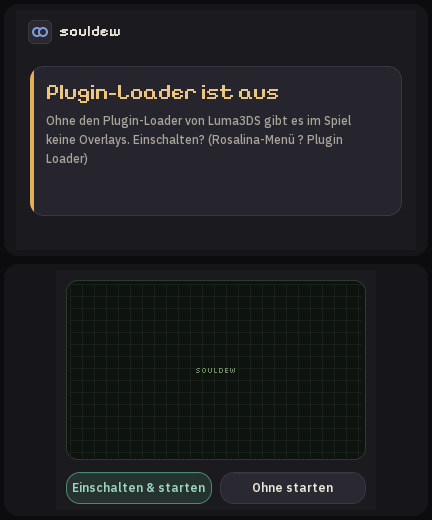 souldew
Plugin-Loader ist aus
Ohne den Plugin-Loader von Luma3DS gibt es im Spiel
keine Overlays. Einschalten? (Rosalina-Menü ? Plugin
Loader)
SOULDEW
Einschalten & starten
Ohne starten